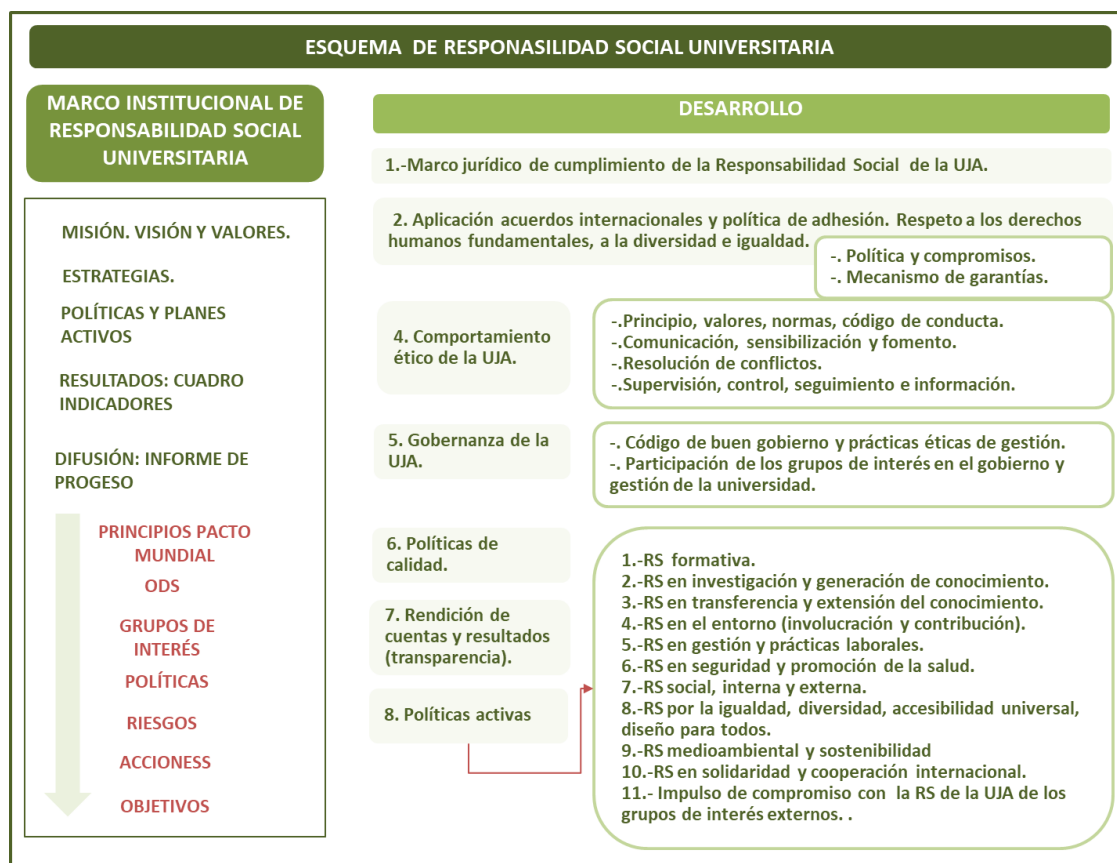 ESQUEMA DE RESPONASILIDAD SOCIAL UNIVERSITARIA
MARCO INSTITUCIONAL DE
RESPONSABILIDAD SOCIAL
UNIVERSITARIA
MISIÓN. VISIÓN Y VALORES.
ESTRATEGIAS.
POLÍTICAS Y PLANES
ACTIVOS
RESULTADOS: CUADRO
INDICADORES
DIFUSIÓN: INFORME DE
PROGESO
PRINCIPIOS PACTO
MUNDIAL
ODS
GRUPOS DE
INTERÉS
POLÍTICAS
RIESGOS
ACCIONESS
OBJETIVOS
DESARROLLO
1.-Marco jurídico de cumplimiento de la Responsabilidad Social de la UJA.
2. Aplicación acuerdos internacionales y política de adhesión. Respeto a los derechos
humanos fundamentales, a la diversidad e igualdad.
-. Política y compromisos.
-. Mecanismo de garantías.
4. Comportamiento
ético de la UJA.
-.Principio, valores, normas, código de conducta.
-.Comunicación, sensibilización y fomento.
-.Resolución de conflictos.
-.Supervisión, control, seguimiento e información.
5. Gobernanza de la
UJA.
-. Código de buen gobierno y prácticas éticas de gestión.
-. Participación de los grupos de interés en el gobierno y
gestión de la universidad.
6. Políticas de
calidad.
7. Rendición de
cuentas y resultados
(transparencia).
8. Políticas activas
1.-RS formativa.
2.-RS en investigación y generación de conocimiento.
3.-RS en transferencia y extensión del conocimiento.
4.-RS en el entorno (involucración y contribución).
5.-RS en gestión y prácticas laborales.
6.-RS en seguridad y promoción de la salud.
7.-RS social, interna y externa.
8.-RS por la igualdad, diversidad, accesibilidad universal,
diseño para todos.
9.-RS medioambiental y sostenibilidad
10.-RS en solidaridad y cooperación internacional.
11.- Impulso de compromiso con la RS de la UJA de los
grupos de interés externos. .